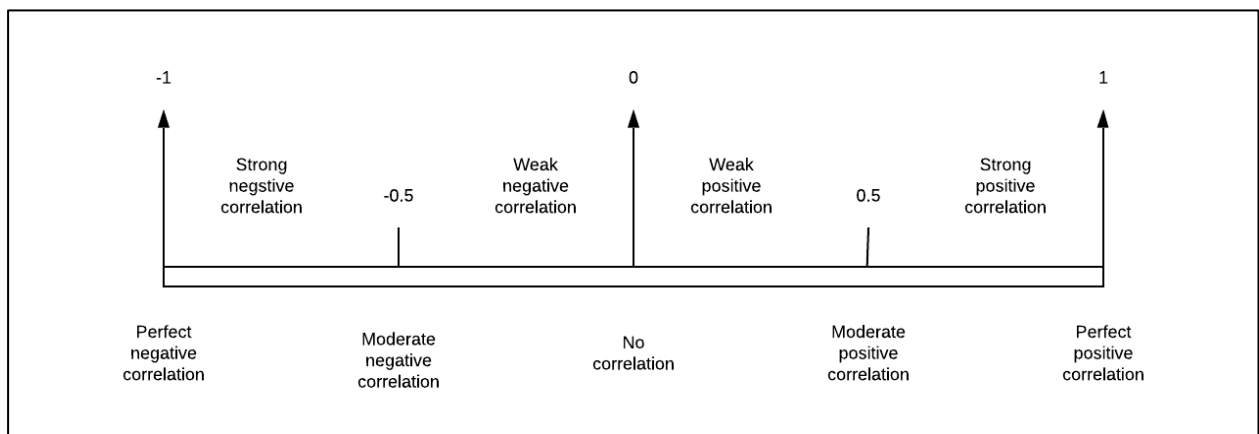 -1
0
1
Strong
negstive
correlation
-0.5
Weak
negative
correlation
Weak
positive
correlation
0.5
Strong
positive
correlation
Perfect
negative
correlation
Moderate
negative
correlation
No
correlation
Moderate
positive
correlation
Perfect
positive
correlation